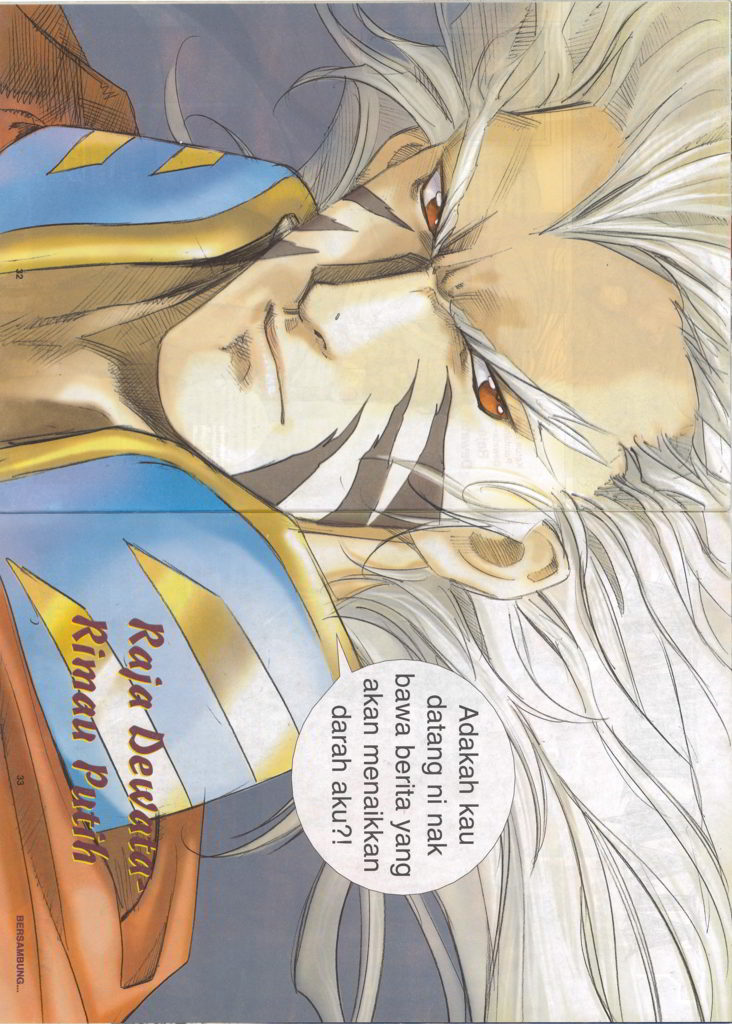 Adakah kau
datang ni nak
bawa berita yang
akan menaikkan
darah aku?!
Raja Dewata-
Rimau Putih
32
33
BERSAMBUNG...